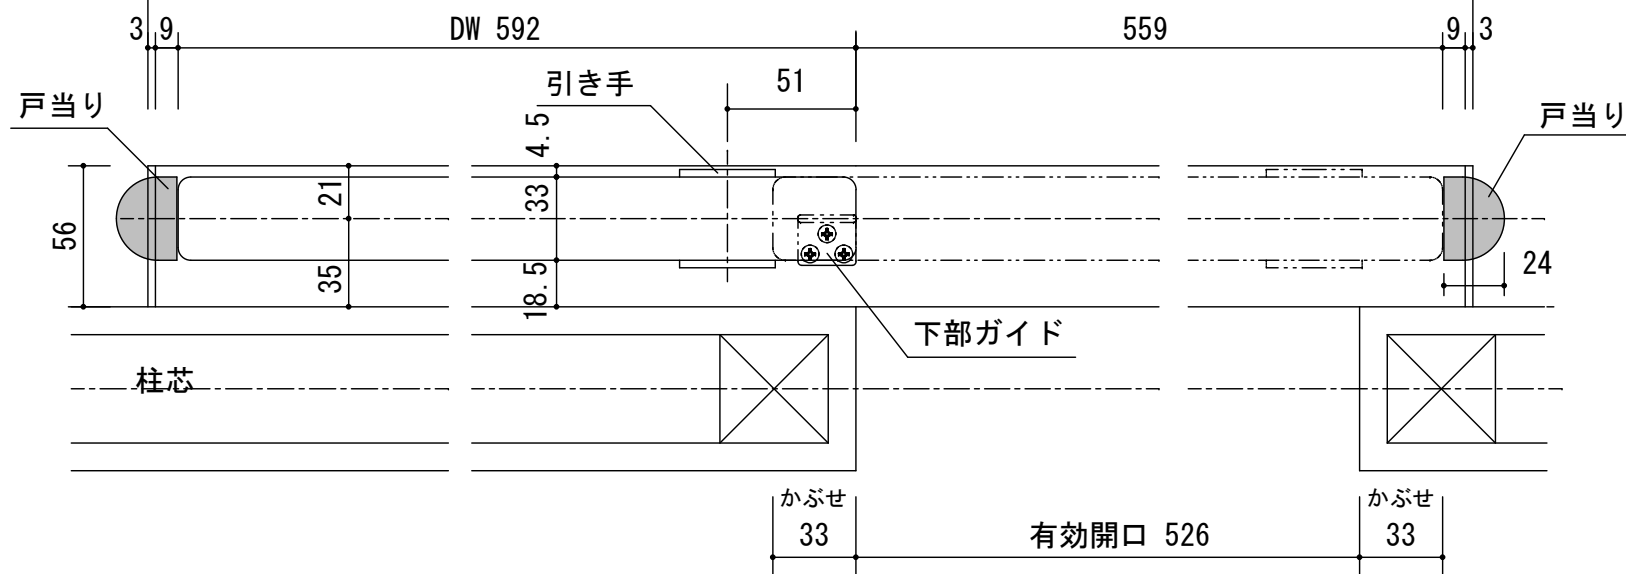 3 9 DW 592 559 9 3
引き手 51
戸当り 戸当り
4.5
21 33
56
35 18.5 24
下部ガイド
柱芯
かぶせ かぶせ
33 有効開口 526 33